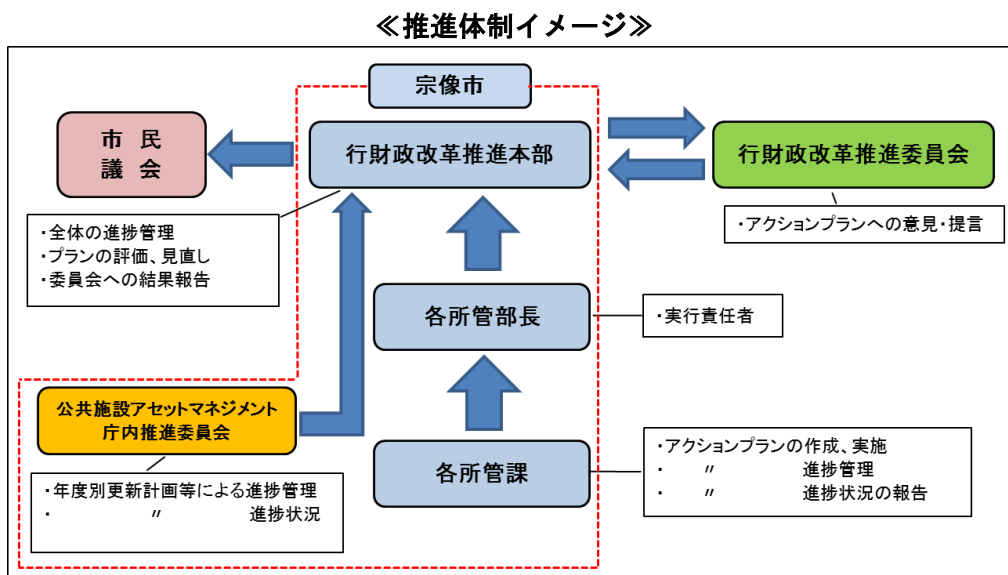 ≪推進体制イメージ≫
宗像市
市 民
議 会
行財政改革推進本部
行財政改革推進委員会
・全体の進捗管理
・プランの評価、見直し
・委員会への結果報告
・アクションプランへの意見・提言
各所管部長
・実行責任者
公共施設アセットマネジメント
庁内推進委員会
・年度別更新計画等による進捗管理
・ 〃 進捗状況
各所管課
・アクションプランの作成、実施
・ 〃 進捗管理
・ 〃 進捗状況の報告